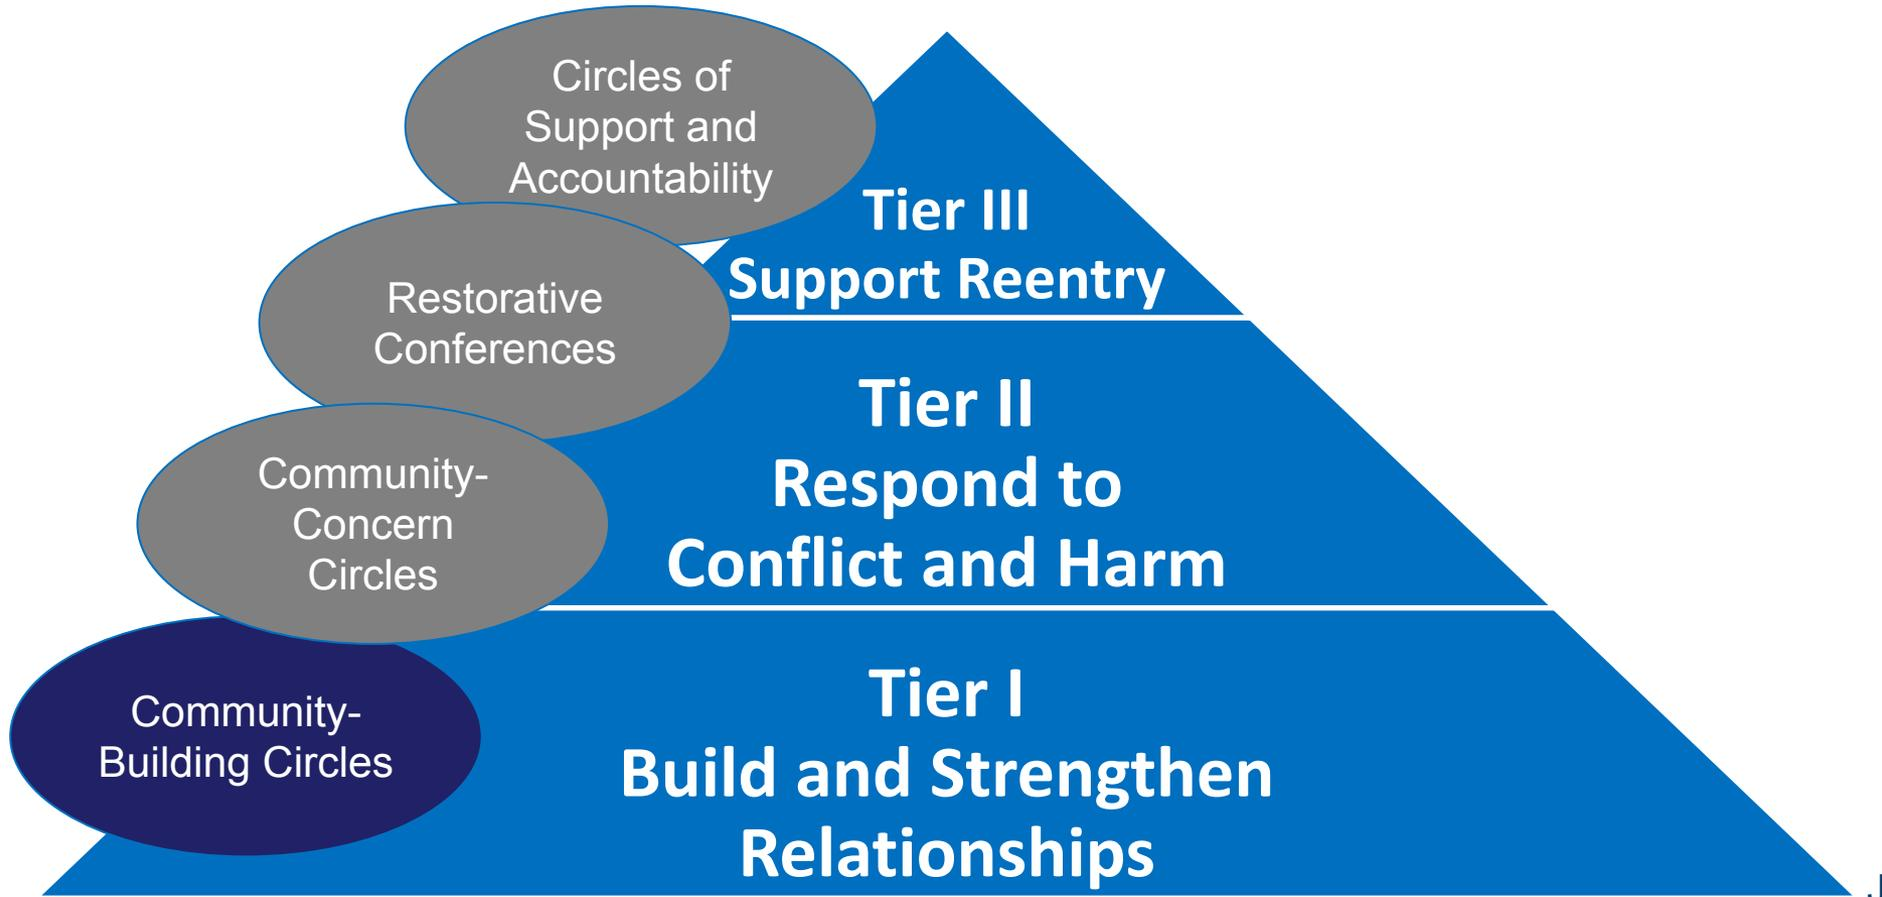 Circles of
Support and
Accountability
Tier III
Support Reentry
Restorative
Conferences
Tier II
Respond to
Conflict and Harm
Community-
Concern
Circles
Tier I
Build and Strengthen
Relationships
Community-
Building Circles